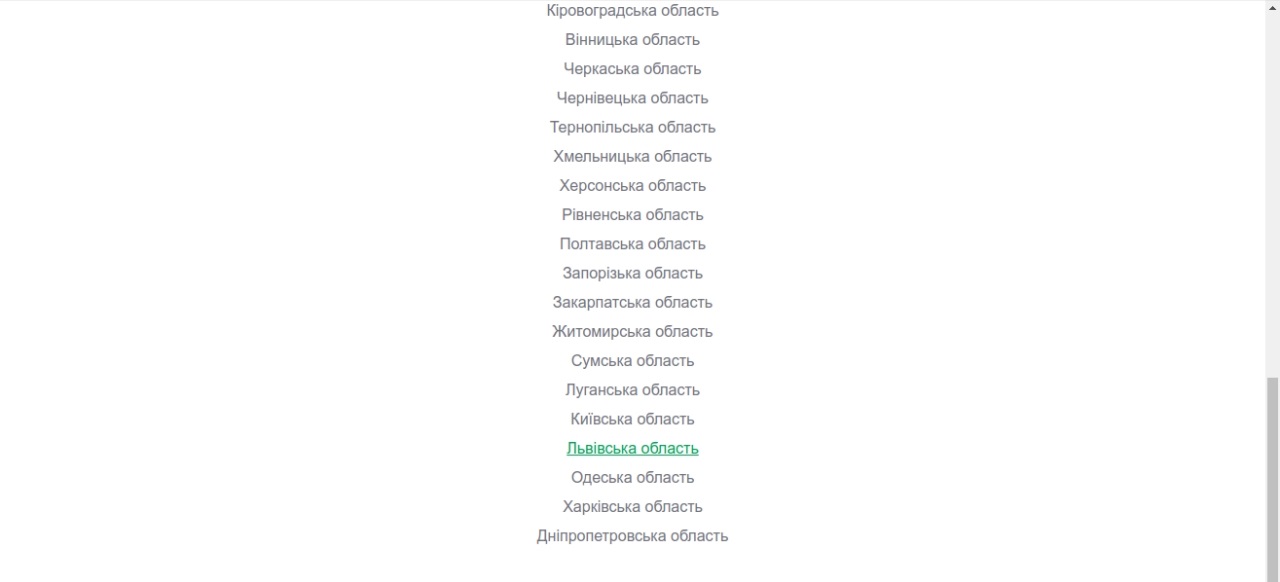 Кіровоградська область
Вінницька область
Черкаська область
Чернівецька область
Тернопільська область
Хмельницька область
Херсонська область
Рівненська область
Полтавська область
Запорізька область
Закарпатська область
Житомирська область
Сумська область
Луганська область
Київська область
Львівська область
Одеська область
Харківська область
Дніпропетровська область